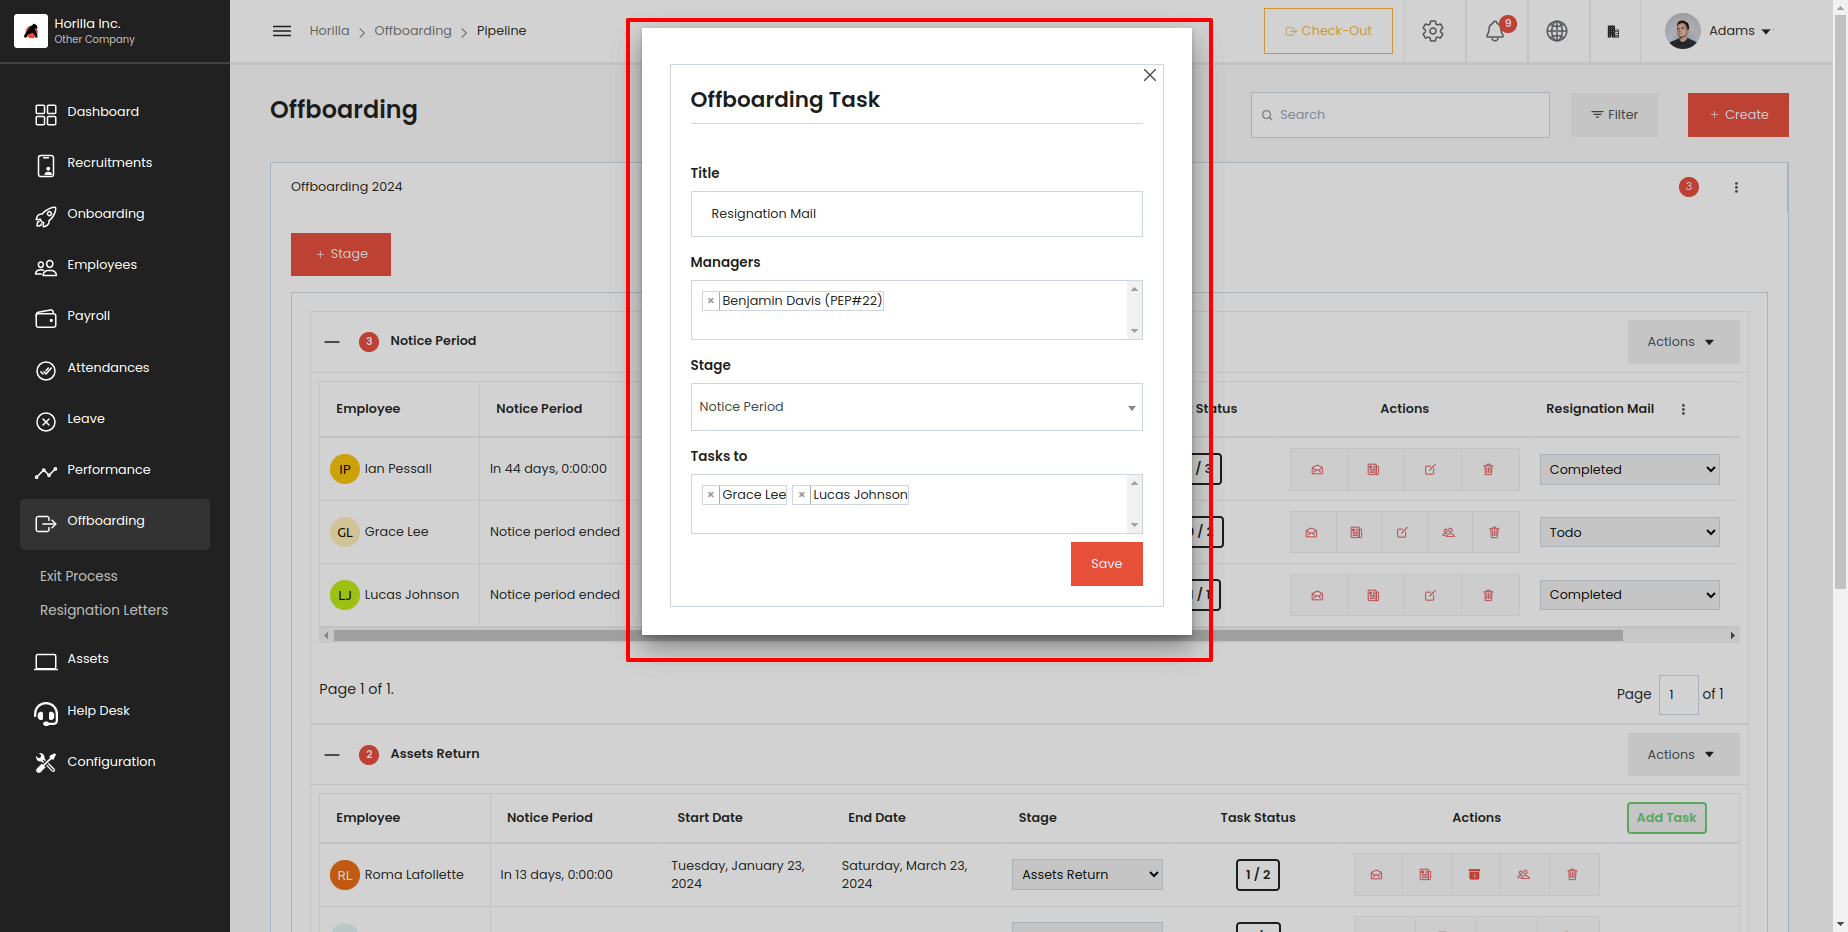 Horilla Inc.
Other Company
Dashboard
Recruitments
Onboarding
Employees
Payroll
Attendances
Leave
Performance
Offboarding
Exit Process
Resignation Letters
Assets
Help Desk
Configuration
Horilla > Offboarding > Pipeline
Check-Out
9
Adams
Offboarding
Search
Filter
+ Create
Offboarding 2024
3
+ Stage
3 Notice Period
Actions
Employee Notice Period Status Actions Resignation Mail
IP Ian Pessall In 44 days, 0:00:00 / 3 Completed
GL Grace Lee Notice period ended / 2 Todo
LJ Lucas Johnson Notice period ended / 1 Completed
Page 1 of 1.
Page 1 of 1
2 Assets Return
Actions
Employee Notice Period Start Date End Date Stage Task Status Actions Add Task
RL Roma Lafollette In 13 days, 0:00:00 Tuesday, January 23, 2024 Saturday, March 23, 2024 Assets Return 1 / 2
Offboarding Task
Title
Resignation Mail
Managers
× Benjamin Davis (PEP#22)
Stage
Notice Period
Tasks to
× Grace Lee × Lucas Johnson
Save